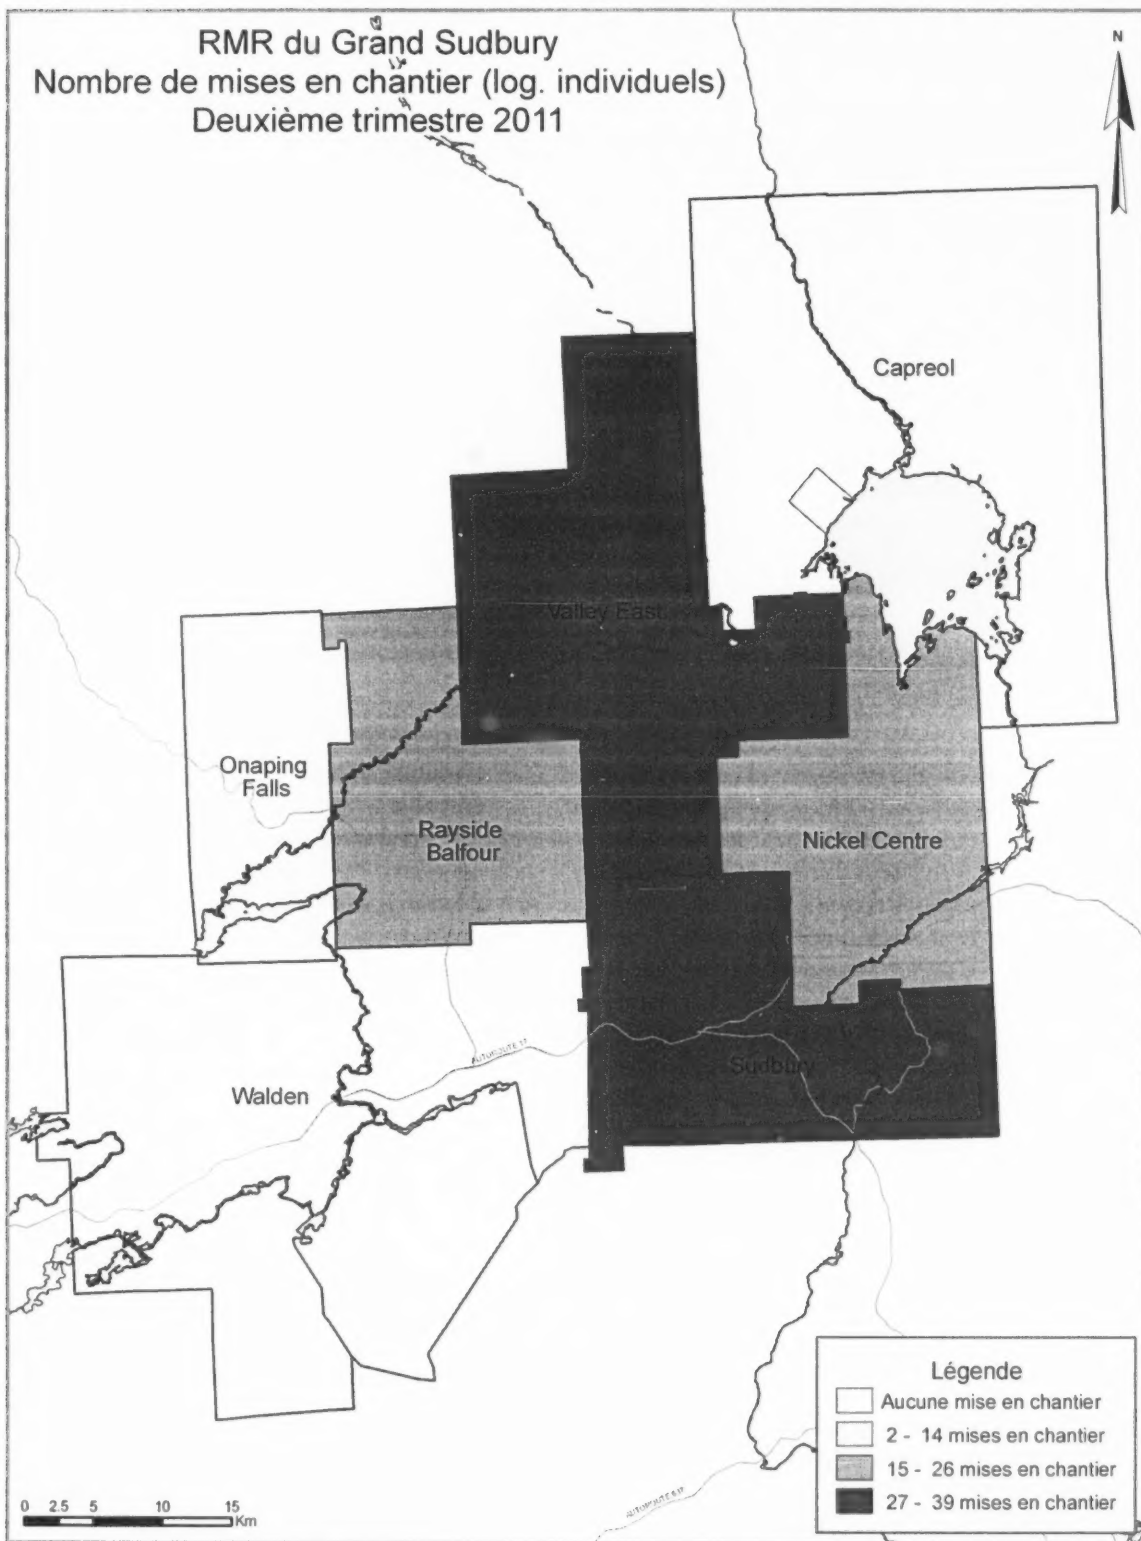 RMR du Grand Sudbury
Nombre de mises en chantier (log. individuels)
Deuxième trimestre 2011
N
Capreol
Valley East
Onaping
Falls
Rayside
Balfour
Nickel Centre
AUTOROUTE 17
Sudbury
Walden
Légende
Aucune mise en chantier
2 - 14 mises en chantier
15 - 26 mises en chantier
27 - 39 mises en chantier
0 2.5 5 10 15
Km